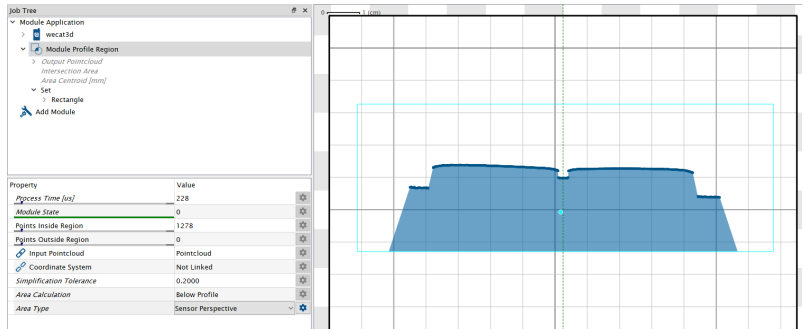 Job Tree
Module Application
wecat3d
Module Profile Region
Output Pointcloud
Intersection Area
Area Centroid [mm]
Set
Rectangle
Add Module
Property Value
Process Time [us] 228
Module State 0
Points Inside Region 1278
Points Outside Region 0
Input Pointcloud Pointcloud
Coordinate System Not Linked
Simplification Tolerance 0.2000
Area Calculation Below Profile
Area Type Sensor Perspective
0 1 (cm)